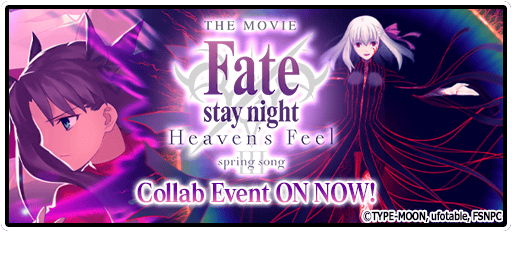 THE MOVIE
Fate
stay night
Heaven's Feel
III
spring song
Collab Event ON NOW!
©TYPE-MOON, ufotable, FSNPC